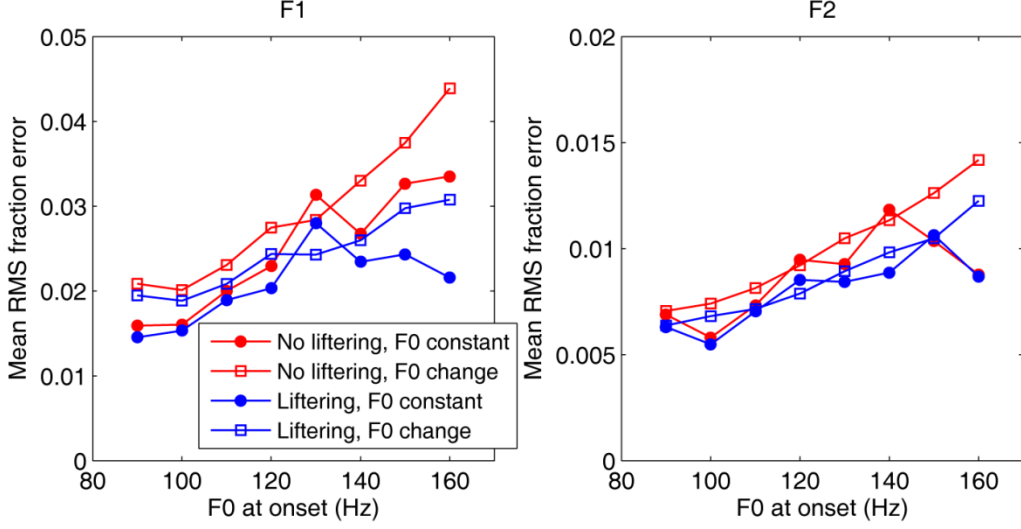 F1
Mean RMS fraction error
0.05
0.04
0.03
0.02
0.01
0
80
100
120
140
160
F0 at onset (Hz)
No liftering, F0 constant
No liftering, F0 change
Liftering, F0 constant
Liftering, F0 change
F2
Mean RMS fraction error
0.02
0.015
0.01
0.005
0
80
100
120
140
160
F0 at onset (Hz)